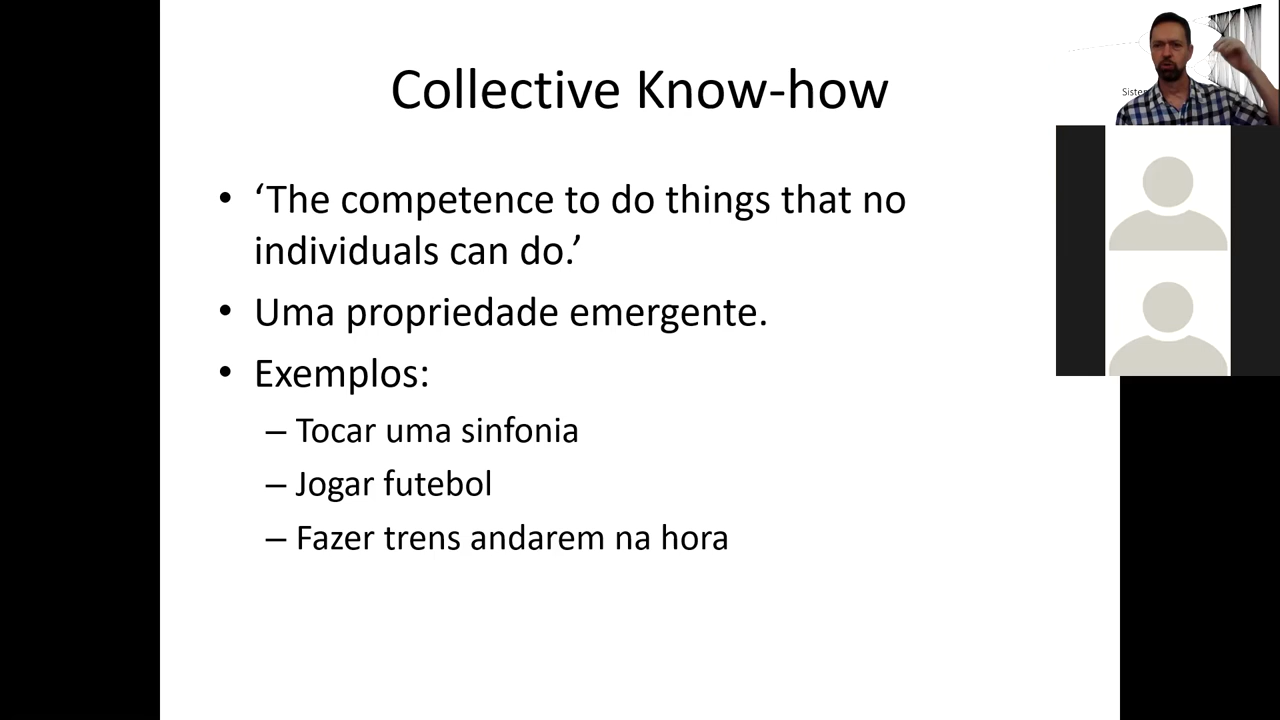 Collective Know-how
• ‘The competence to do things that no
individuals can do.’
• Uma propriedade emergente.
• Exemplos:
– Tocar uma sinfonia
– Jogar futebol
– Fazer trens andarem na hora